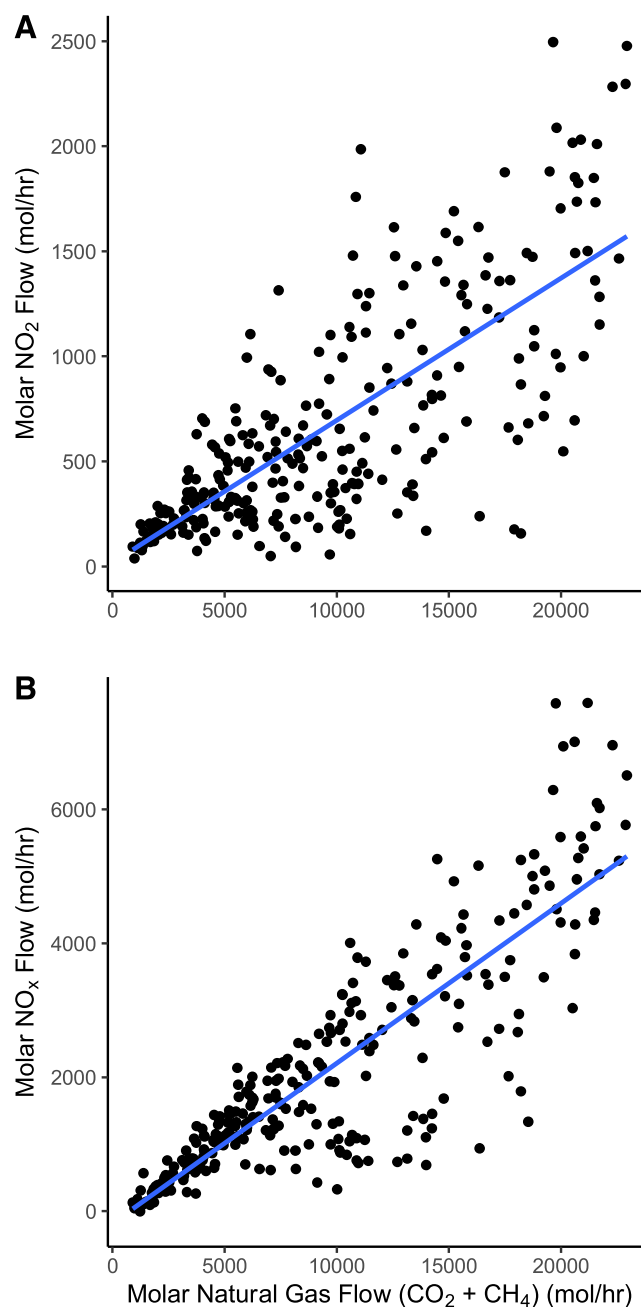 A
2500
2000
1500
1000
500
0
Molar NO₂ Flow (mol/hr)
0 5000 10000 15000 20000
B
6000
4000
2000
0
Molar NOₓ Flow (mol/hr)
0 5000 10000 15000 20000
Molar Natural Gas Flow (CO₂ + CH₄) (mol/hr)